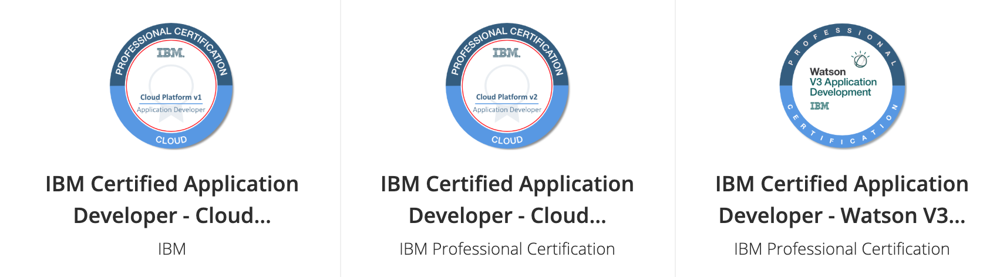 PROFESSIONAL CERTIFICATION
IBM.
Cloud Platform v1
Application Developer
CLOUD
IBM Certified Application
Developer - Cloud...
IBM
PROFESSIONAL CERTIFICATION
IBM.
Cloud Platform v2
Application Developer
CLOUD
IBM Certified Application
Developer - Cloud...
IBM Professional Certification
PROFESSIONAL
Watson
V3 Application
Development
IBM
CERTIFICATION
IBM Certified Application
Developer - Watson V3...
IBM Professional Certification